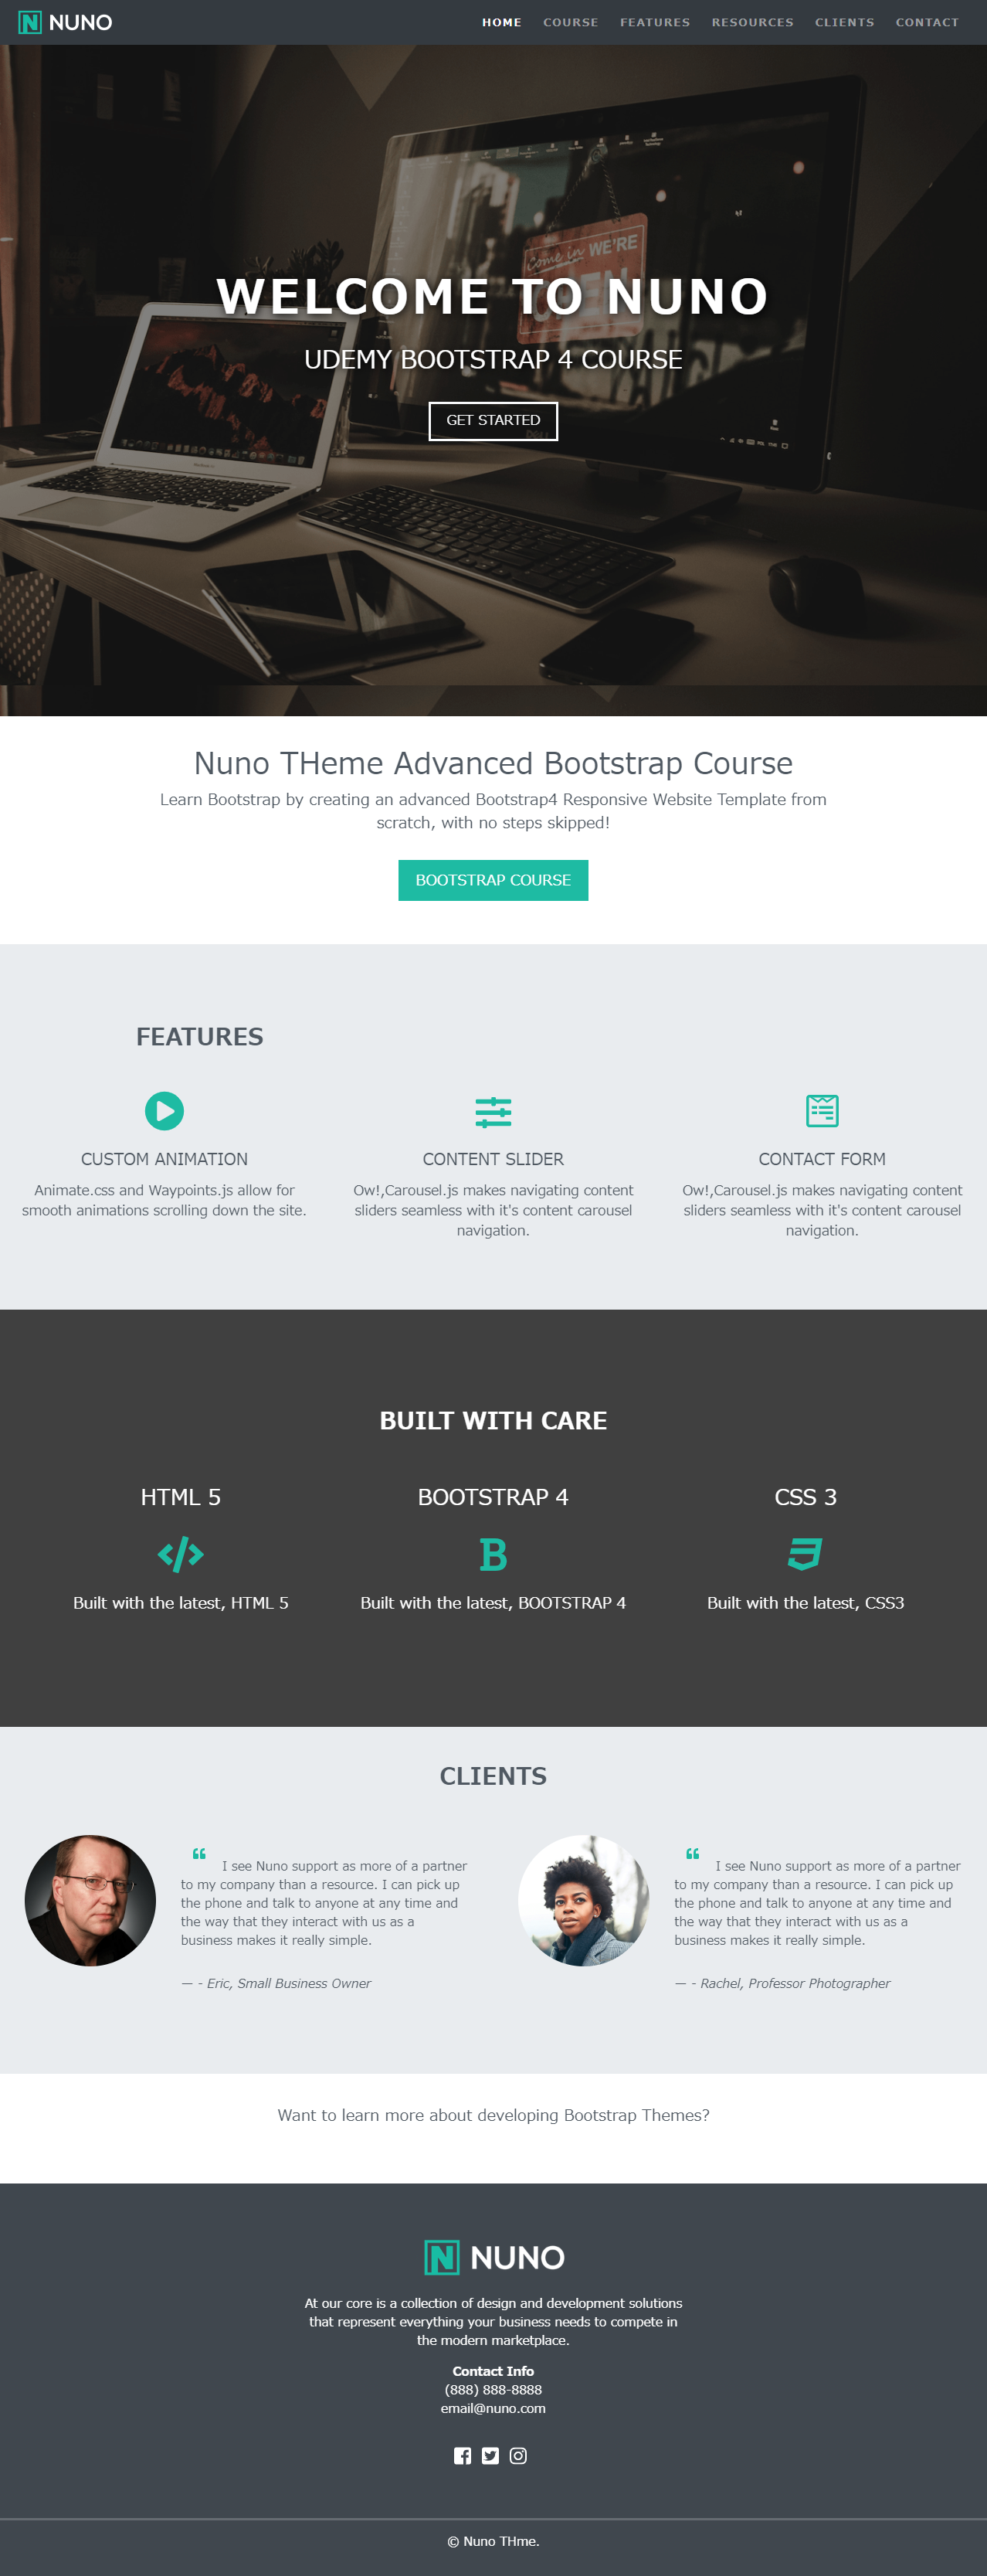 NUNO
HOME COURSE FEATURES RESOURCES CLIENTS CONTACT
come in WE'RE
WELCOME TO NUNO
UDEMY BOOTSTRAP 4 COURSE
GET STARTED
Nuno THeme Advanced Bootstrap Course
Learn Bootstrap by creating an advanced Bootstrap4 Responsive Website Template from
scratch, with no steps skipped!
BOOTSTRAP COURSE
FEATURES
CUSTOM ANIMATION
Animate.css and Waypoints.js allow for
smooth animations scrolling down the site.
CONTENT SLIDER
Ow!,Carousel.js makes navigating content
sliders seamless with it's content carousel
navigation.
CONTACT FORM
Ow!,Carousel.js makes navigating content
sliders seamless with it's content carousel
navigation.
BUILT WITH CARE
HTML 5
Built with the latest, HTML 5
BOOTSTRAP 4
B
Built with the latest, BOOTSTRAP 4
CSS 3
Built with the latest, CSS3
CLIENTS
“ I see Nuno support as more of a partner
to my company than a resource. I can pick up
the phone and talk to anyone at any time and
the way that they interact with us as a
business makes it really simple.
— - Eric, Small Business Owner
“ I see Nuno support as more of a partner
to my company than a resource. I can pick up
the phone and talk to anyone at any time and
the way that they interact with us as a
business makes it really simple.
— - Rachel, Professor Photographer
Want to learn more about developing Bootstrap Themes?
NUNO
At our core is a collection of design and development solutions
that represent everything your business needs to compete in
the modern marketplace.
Contact Info
(888) 888-8888
email@nuno.com
© Nuno THme.